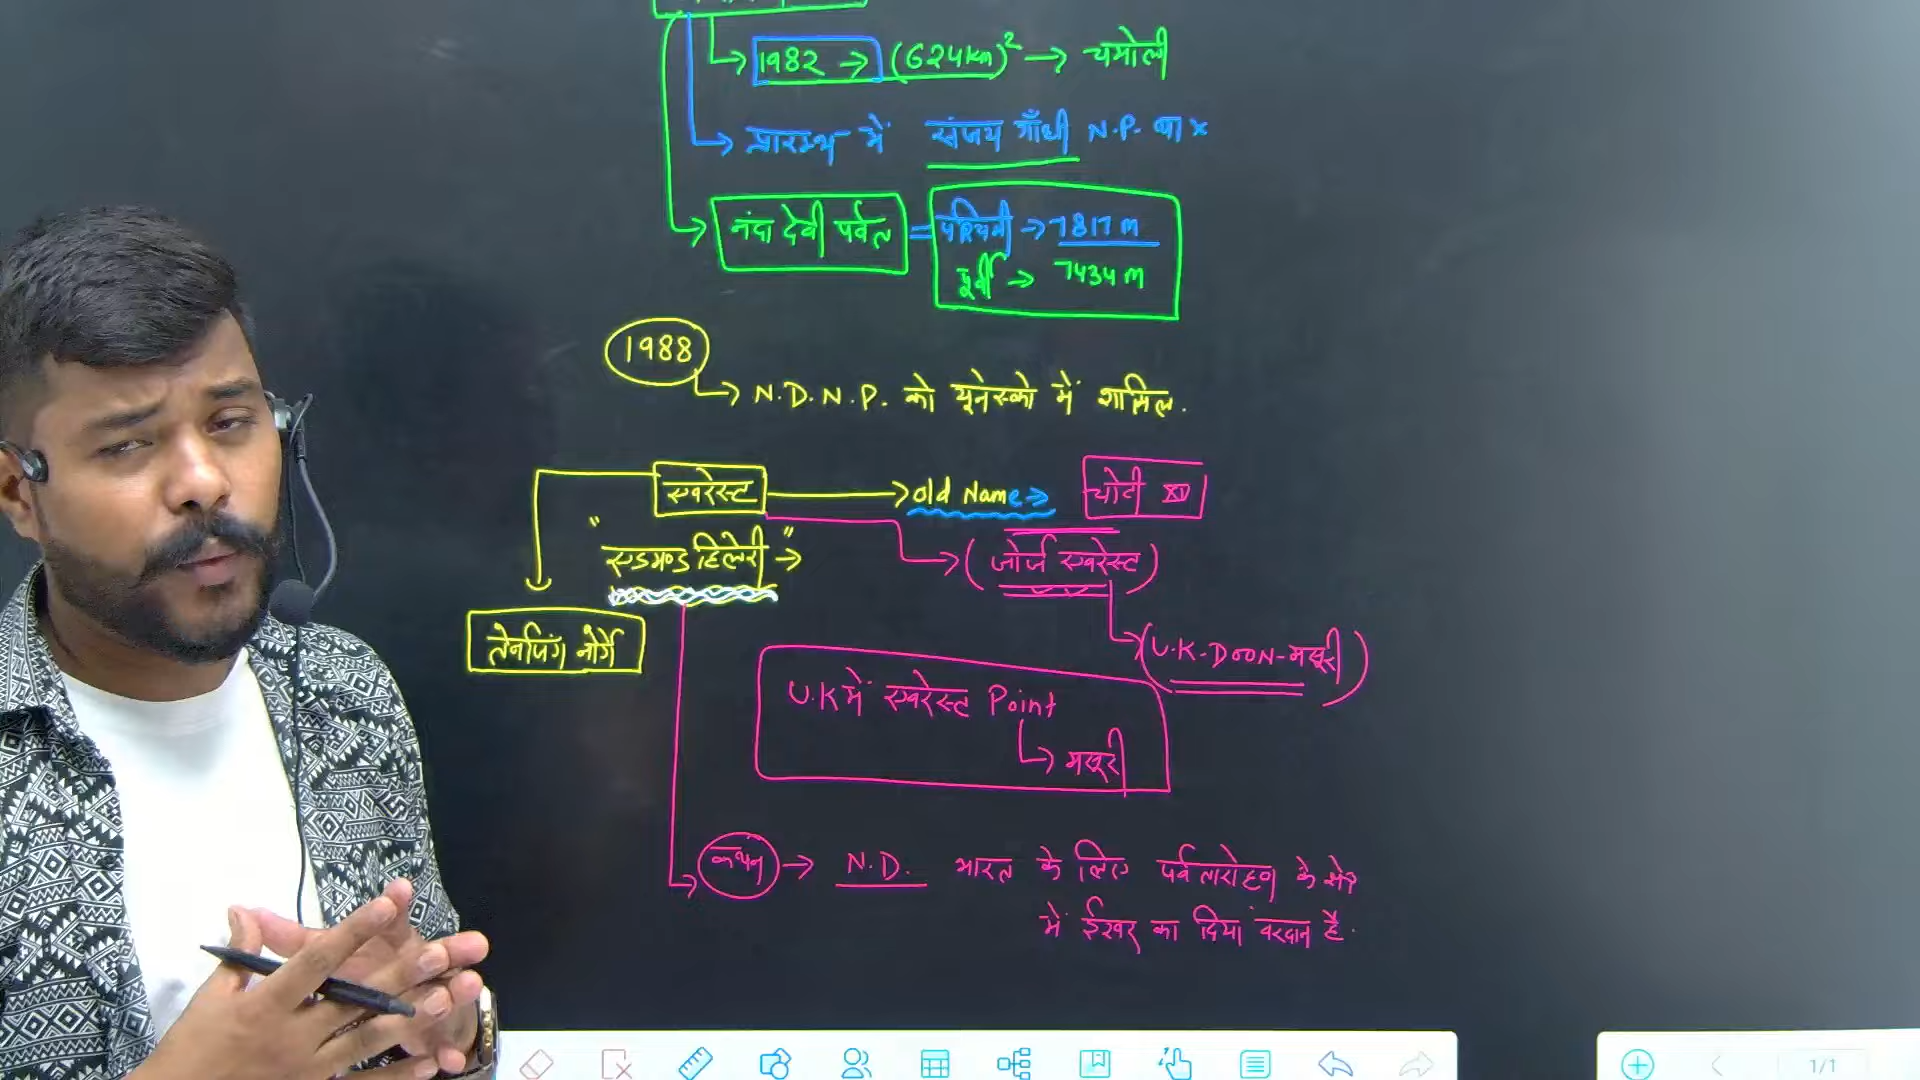 1982 → (624km)² → चमोली
→ प्रारम्भ में संजय गाँधी N.P. था x
→ नंदा देवी पर्वत = पश्चिमी → 7817 m
पूर्वी → 7434 m
1988
→ N.D.N.P. को यूनेस्को में शामिल.
एवरेस्ट → old Name → चोटी XV
" एडमण्ड हिलेरी " →
→ (जोर्ज एवरेस्ट)
तेनजिंग नोर्गे
→ (U.K-DOON-मसूरी)
U.K में एवरेस्ट Point
→ मसूरी
कथन → N.D. भारत के लिए पर्वतारोहण के क्षेत्र
में ईश्वर का दिया वरदान है.
1/1